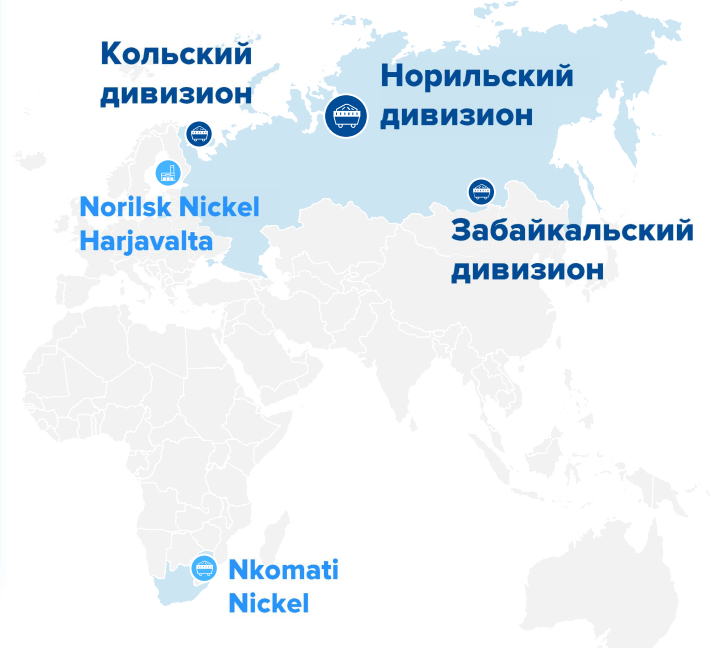 Кольский
дивизион
Норильский
дивизион
Norilsk Nickel
Harjavalta
Забайкальский
дивизион
Nkomati
Nickel